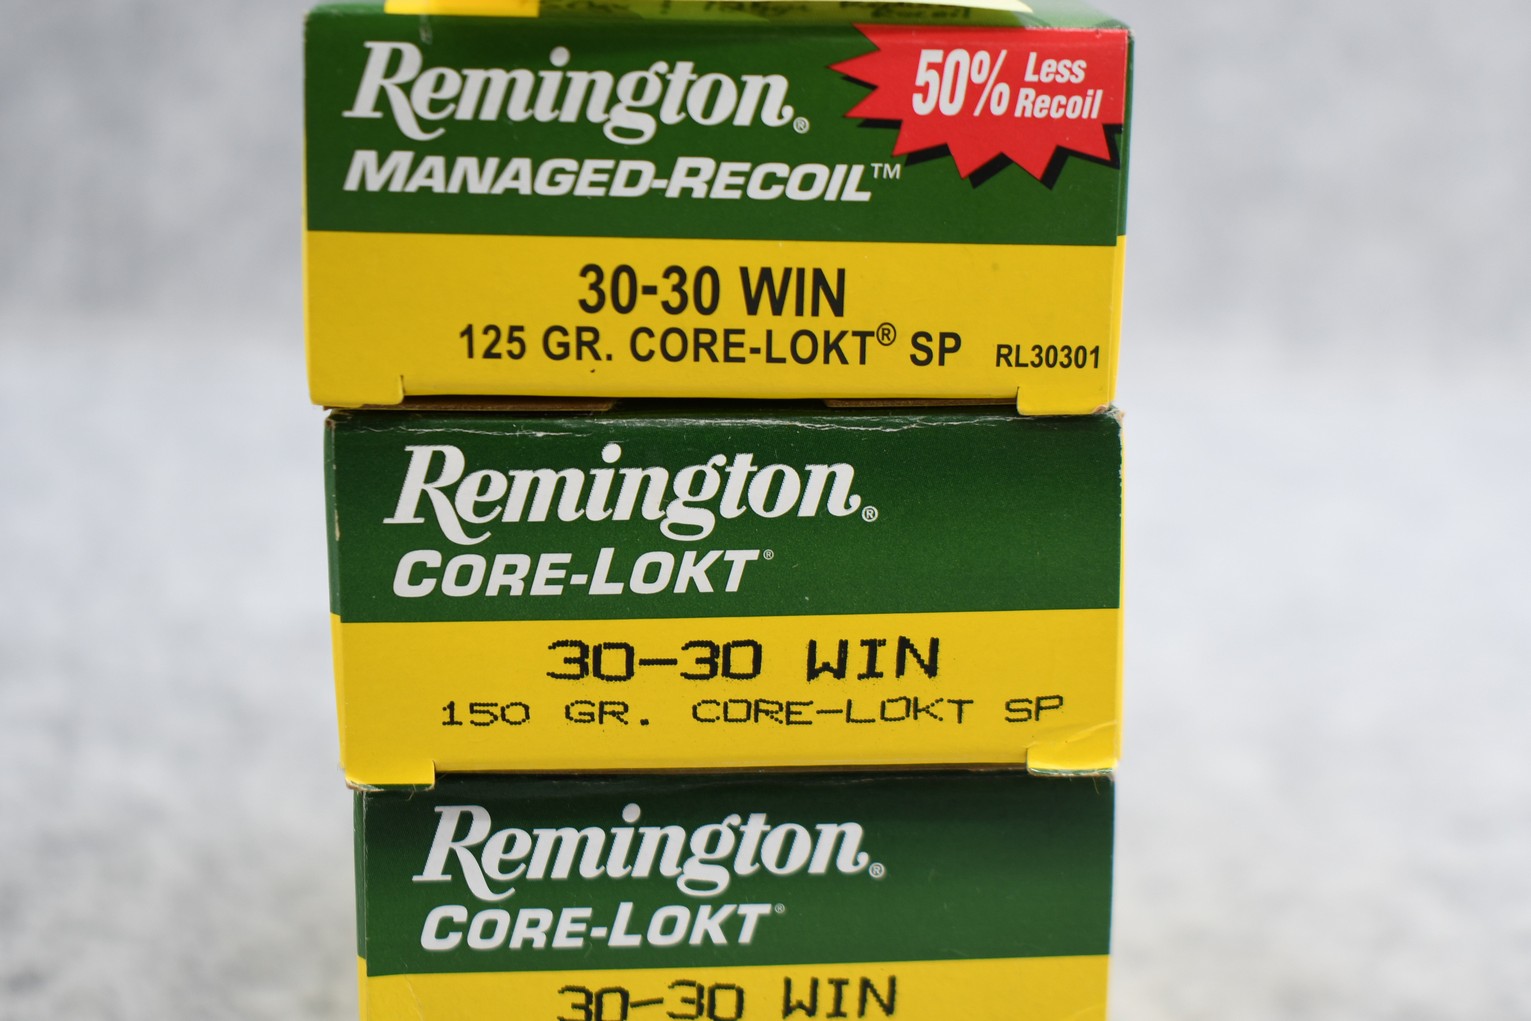 Recoil
Remington®
50% Less
Recoil
MANAGED-RECOIL™
30-30 WIN
125 GR. CORE-LOKT® SP RL30301
Remington®
CORE-LOKT®
30-30 WIN
150 GR. CORE-LOKT SP
Remington®
CORE-LOKT®
30-30 WIN